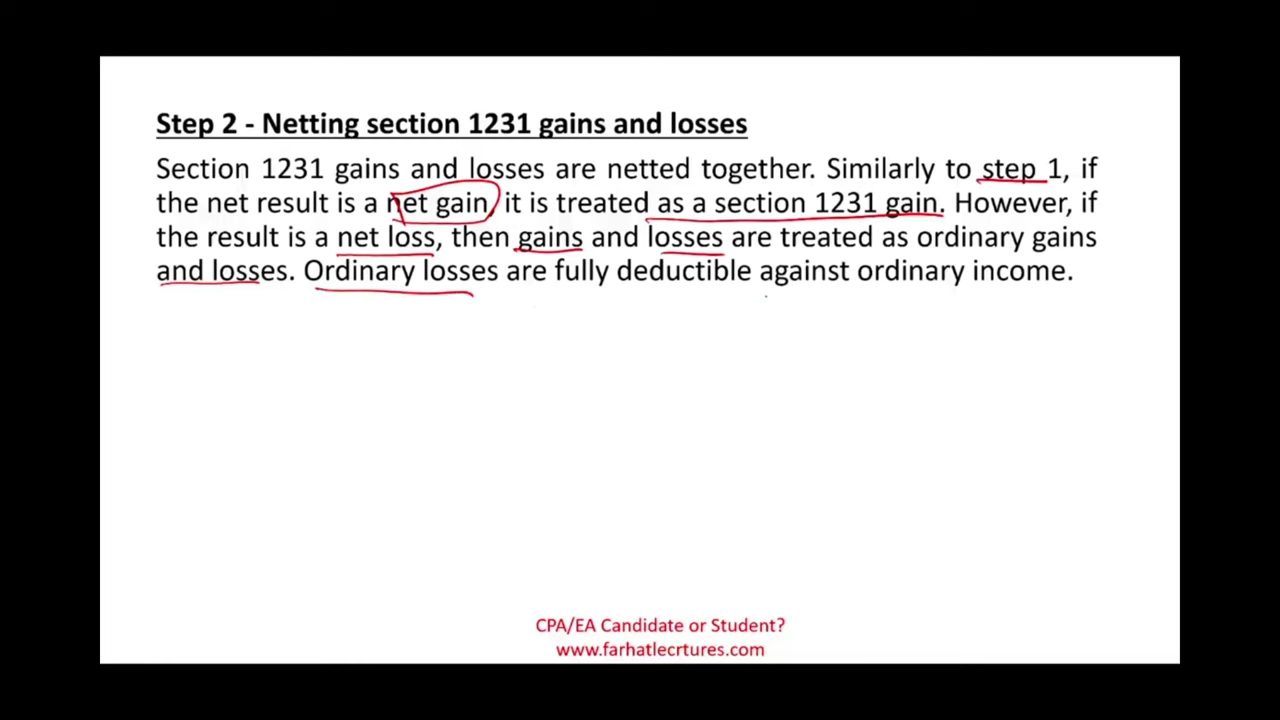 Step 2 - Netting section 1231 gains and losses
Section 1231 gains and losses are netted together. Similarly to step 1, if
the net result is a net gain, it is treated as a section 1231 gain. However, if
the result is a net loss, then gains and losses are treated as ordinary gains
and losses. Ordinary losses are fully deductible against ordinary income.
CPA/EA Candidate or Student?
www.farhatlecrtures.com